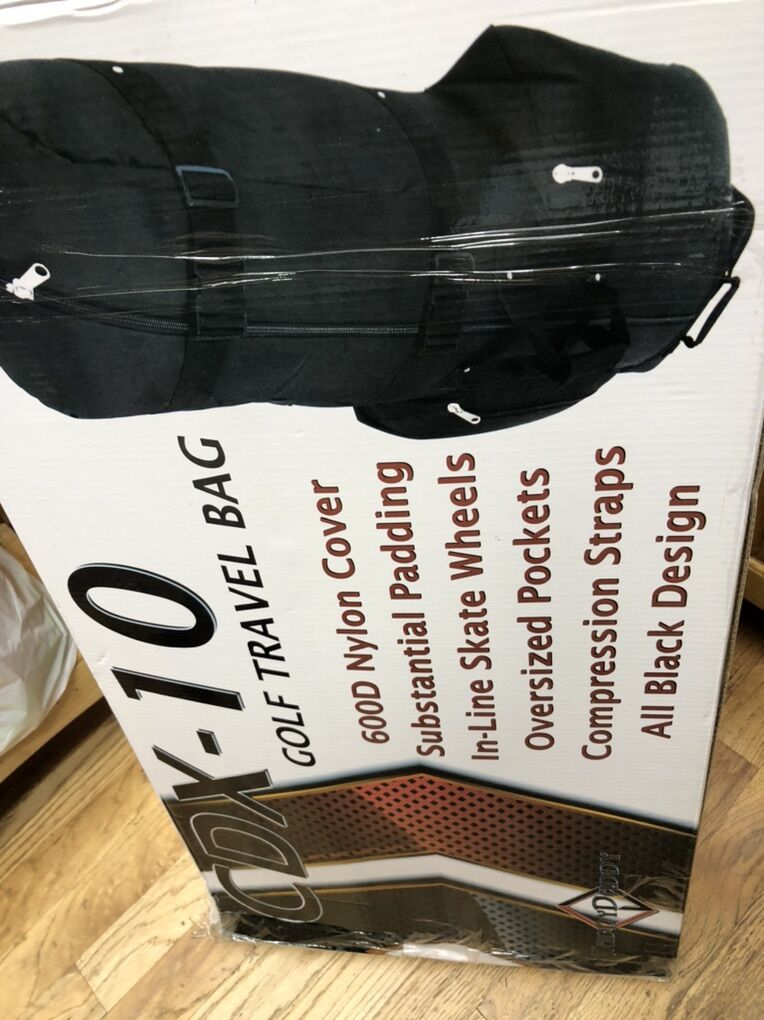 CDX-10
GOLF TRAVEL BAG
600D Nylon Cover
Substantial Padding
In-Line Skate Wheels
Oversized Pockets
Compression Straps
All Black Design